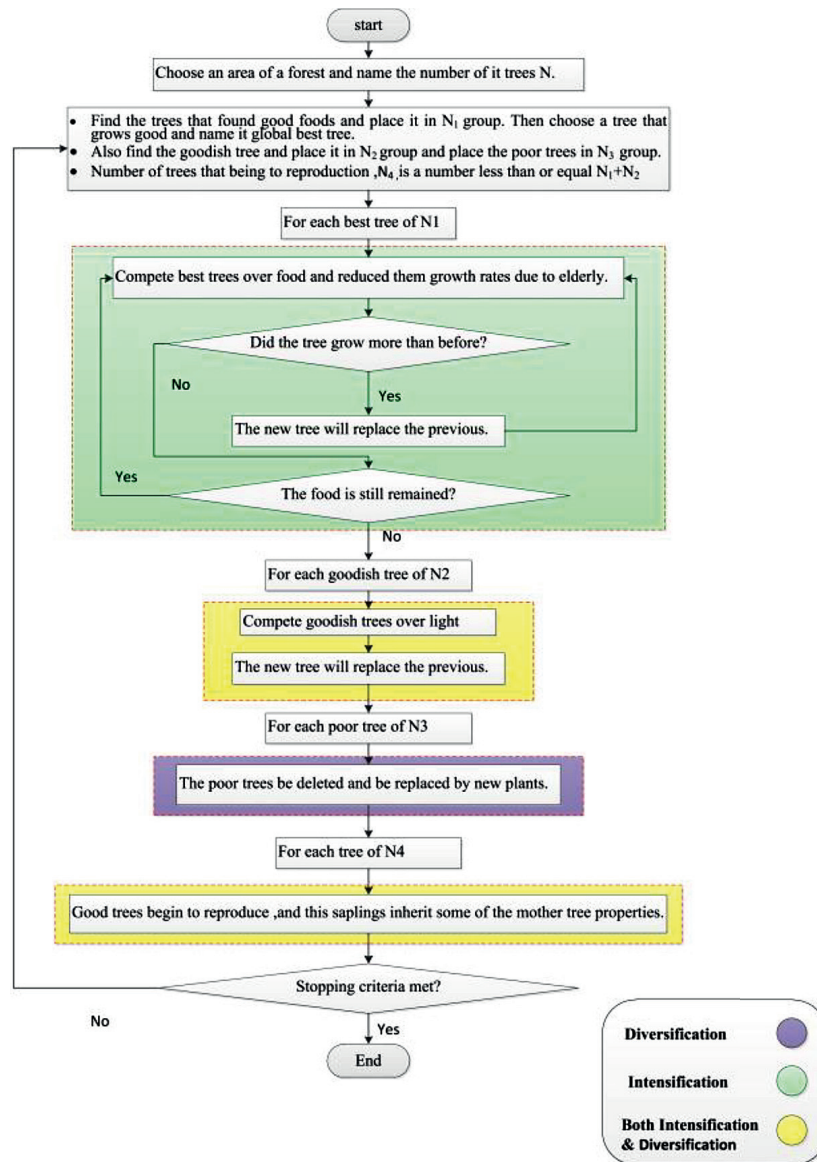 start
Choose an area of a forest and name the number of it trees N.
• Find the trees that found good foods and place it in N₁ group. Then choose a tree that
grows good and name it global best tree.
• Also find the goodish tree and place it in N₂ group and place the poor trees in N₃ group.
• Number of trees that being to reproduction ,N₄ is a number less than or equal N₁+N₂
For each best tree of N1
Compete best trees over food and reduced them growth rates due to elderly.
Did the tree grow more than before?
No
Yes
The new tree will replace the previous.
Yes
The food is still remained?
No
For each goodish tree of N2
Compete goodish trees over light
The new tree will replace the previous.
For each poor tree of N3
The poor trees be deleted and be replaced by new plants.
For each tree of N4
Good trees begin to reproduce ,and this saplings inherit some of the mother tree properties.
Stopping criteria met?
No
Yes
End
Diversification
Intensification
Both Intensification
& Diversification